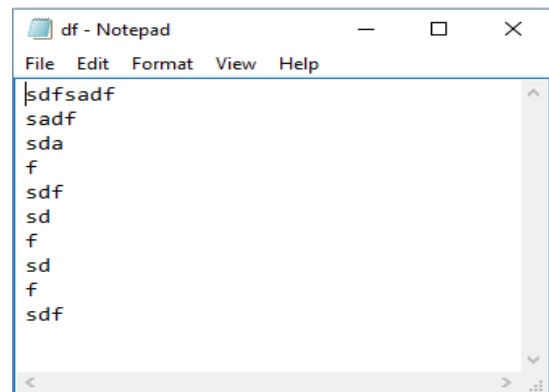 df - Notepad
File Edit Format View Help
sdfsadf
sadf
sda
f
sdf
sd
f
sd
f
sdf